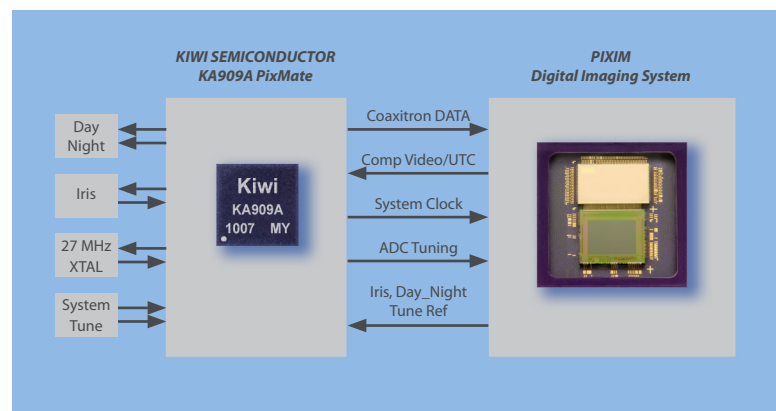 KIWI SEMICONDUCTOR
KA909A PixMate
PIXIM
Digital Imaging System
Day
Night
Iris
27 MHz
XTAL
System
Tune
Kiwi
KA909A
1007 MY
Coaxitron DATA
Comp Video/UTC
System Clock
ADC Tuning
Iris, Day_Night
Tune Ref